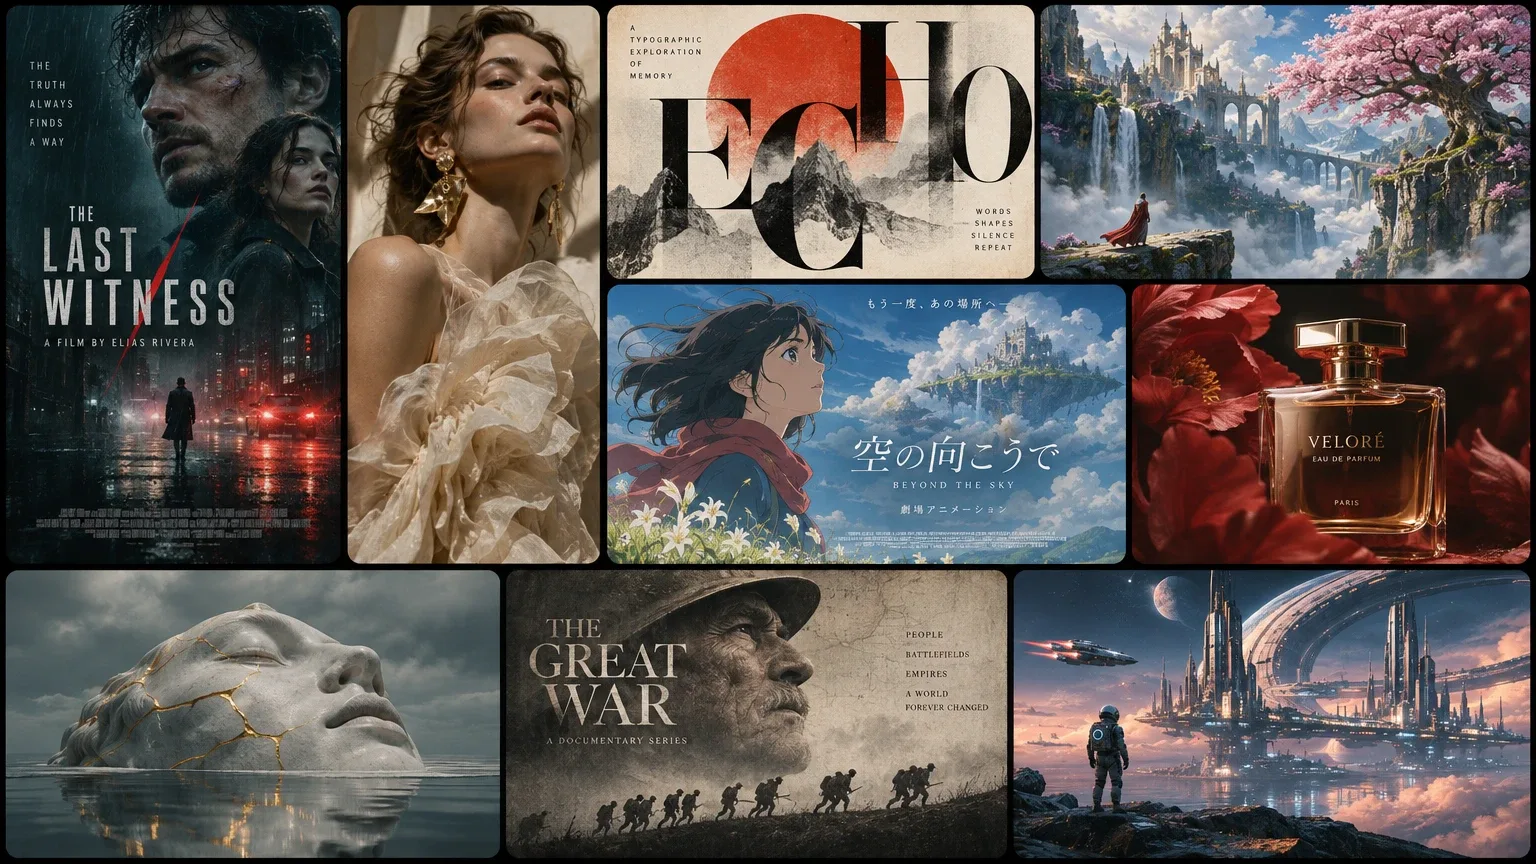 THE
TRUTH
ALWAYS
FINDS
A WAY
THE
LAST
WITNESS
A FILM BY ELIAS RIVERA
A
TYPOGRAPHIC
EXPLORATION
OF
MEMORY
ECHO
WORDS
SHAPES
SILENCE
REPEAT
もう一度、あの場所へ—
空の向こうで
BEYOND THE SKY
劇場アニメーション
VELORÉ
EAU DE PARFUM
PARIS
THE
GREAT
WAR
A DOCUMENTARY SERIES
PEOPLE
BATTLEFIELDS
EMPIRES
A WORLD
FOREVER CHANGED